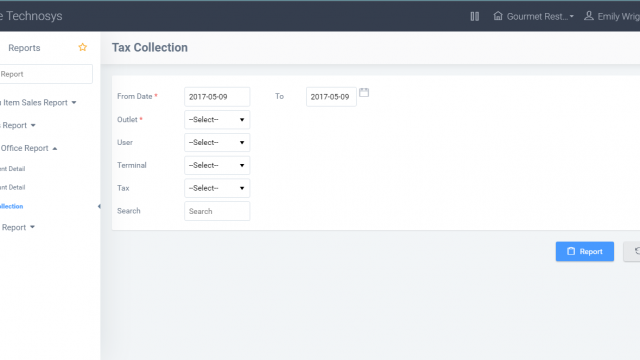 e Technosys
Gourmet Rest...
Emily Wrig
Reports
Report
Item Sales Report
Report
Office Report
nt Detail
unt Detail
ollection
Report
Tax Collection
From Date * 2017-05-09 To 2017-05-09
Outlet * --Select--
User --Select--
Terminal --Select--
Tax --Select--
Search Search
Report